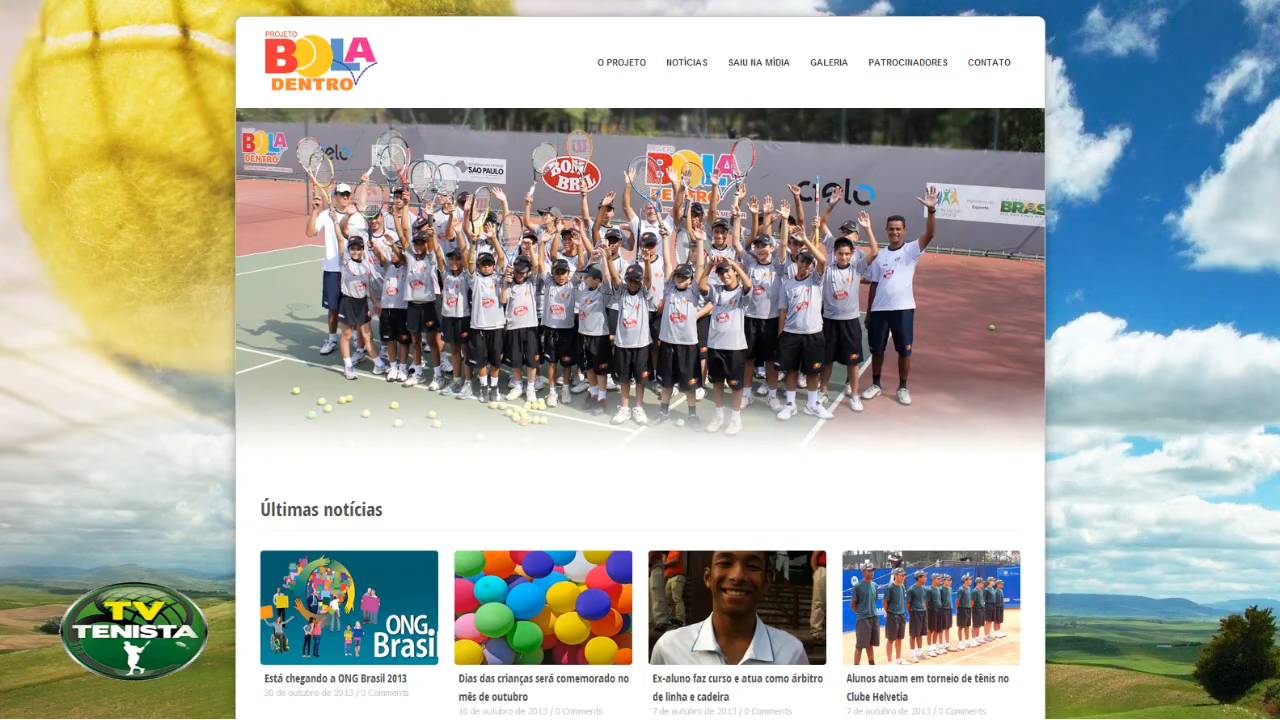 PROJETO
BOLA
DENTRO
O PROJETO NOTÍCIAS SAIU NA MÍDIA GALERIA PATROCINADORES CONTATO
BOLA
DENTRO
cielo
SAO PAULO
BOM
BRIL
PROJETO
BOLA
DENTRO
cielo
BRAS
Últimas notícias
ONG
Brasil
TV
TENISTA
Está chegando a ONG Brasil 2013
30 de outubro de 2013 / 0 Comments
Dias das crianças será comemorado no
mês de outubro
16 de outubro de 2013 / 0 Comments
Ex-aluno faz curso e atua como árbitro
de linha e cadeira
7 de outubro de 2013 / 0 Comments
Alunos atuam em torneio de tênis no
Clube Helvetia
7 de outubro de 2013 / 0 Comments